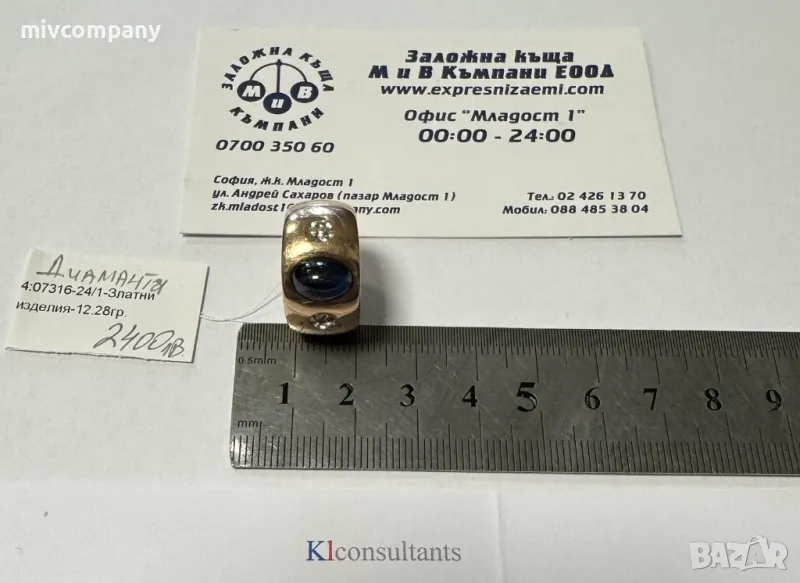 mivcompany
ЗАЛОЖНА КЪЩА
М И В
КЪМПАНИ
0700 350 60
Заложна къща
М и В Къмпани ЕООД
www.expresnizaemi.com
Офис "Младост 1"
00:00 - 24:00
София, ж.к. Младост 1
ул. Андрей Сахаров (пазар Младост 1)
Тел.: 02 426 13 70
Мобил: 088 485 38 04
Диаманти
4:07316-24/1-Златни
изделия-12.28гр.
2400лв.
0.5mm
1 2 3 4 5 6 7 8 9
mm
K1consultants
BAZAR